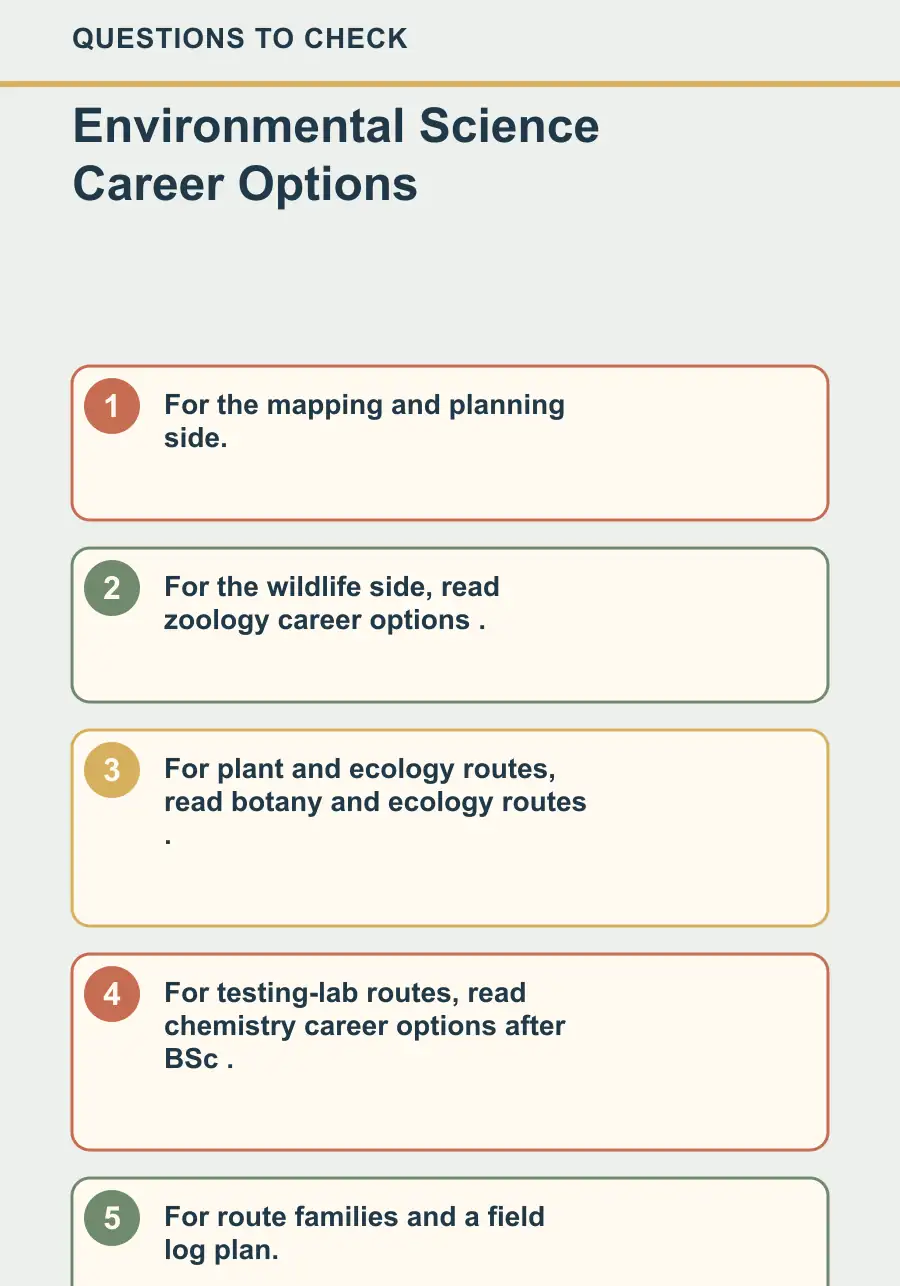 QUESTIONS TO CHECK
Environmental Science
Career Options
1
For the mapping and planning
side.
2
For the wildlife side, read
zoology career options .
3
For plant and ecology routes,
read botany and ecology routes
.
4
For testing-lab routes, read
chemistry career options after
BSc .
5
For route families and a field
log plan.